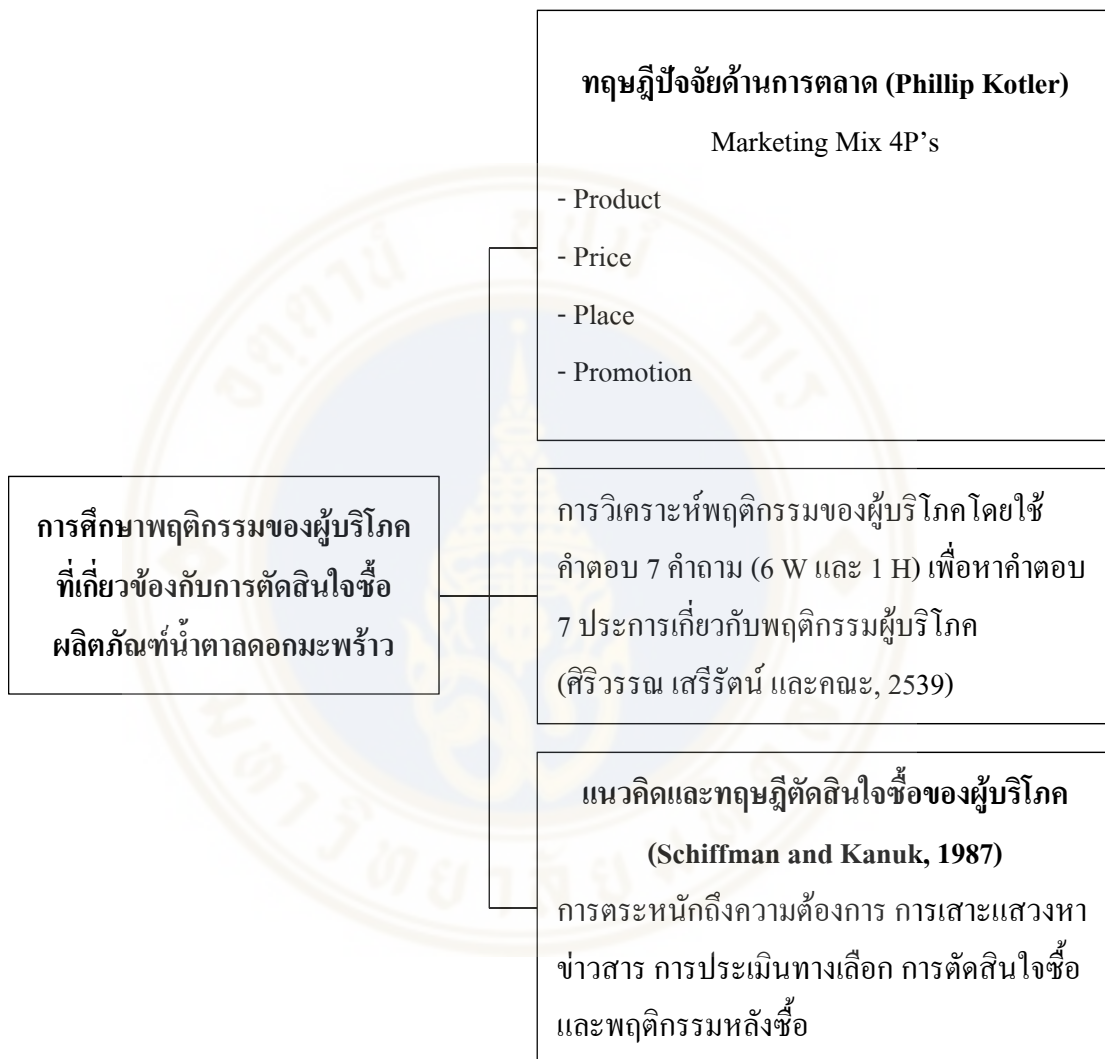 ทฤษฎีปัจจัยด้านการตลาด (Phillip Kotler)
Marketing Mix 4P’s
- Product
- Price
- Place
- Promotion
การศึกษาพฤติกรรมของผู้บริโภค
ที่เกี่ยวข้องกับการตัดสินใจซื้อ
ผลิตภัณฑ์น้ำตาลดอกมะพร้าว
การวิเคราะห์พฤติกรรมของผู้บริโภคโดยใช้
คำตอบ 7 คำถาม (6 W และ 1 H) เพื่อหาคำตอบ
7 ประการเกี่ยวกับพฤติกรรมผู้บริโภค
(ศิริวรรณ เสรีรัตน์ และคณะ, 2539)
แนวคิดและทฤษฎีตัดสินใจซื้อของผู้บริโภค
(Schiffman and Kanuk, 1987)
การตระหนักถึงความต้องการ การเสาะแสวงหา
ข่าวสาร การประเมินทางเลือก การตัดสินใจซื้อ
และพฤติกรรมหลังซื้อ